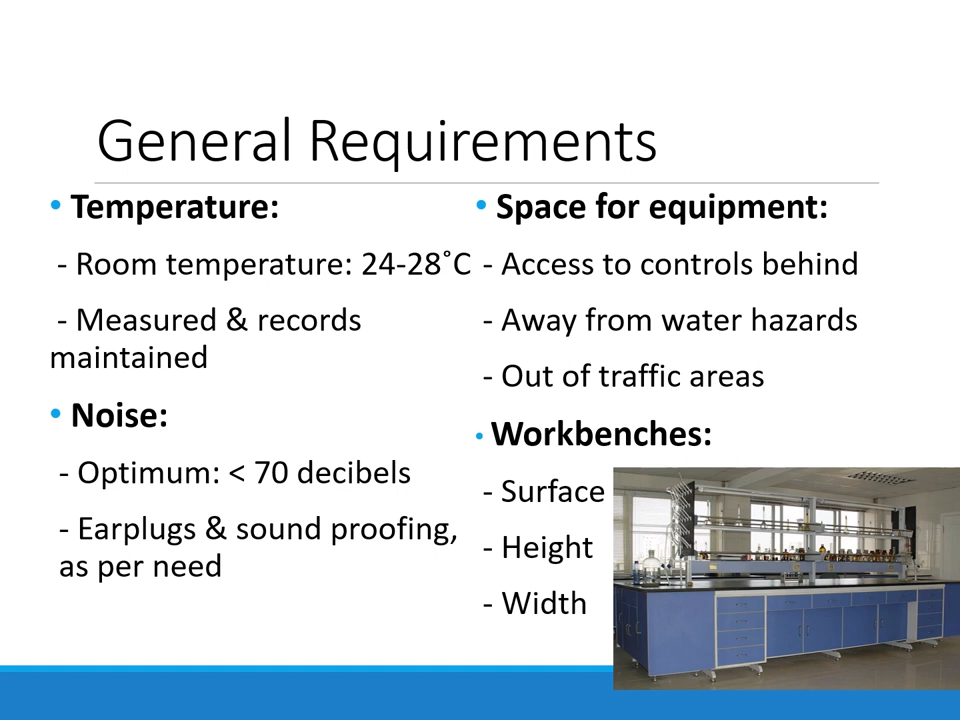 General Requirements
• Temperature:
- Room temperature: 24-28˚C
- Measured & records
maintained
• Noise:
- Optimum: < 70 decibels
- Earplugs & sound proofing,
as per need
• Space for equipment:
- Access to controls behind
- Away from water hazards
- Out of traffic areas
• Workbenches:
- Surface
- Height
- Width